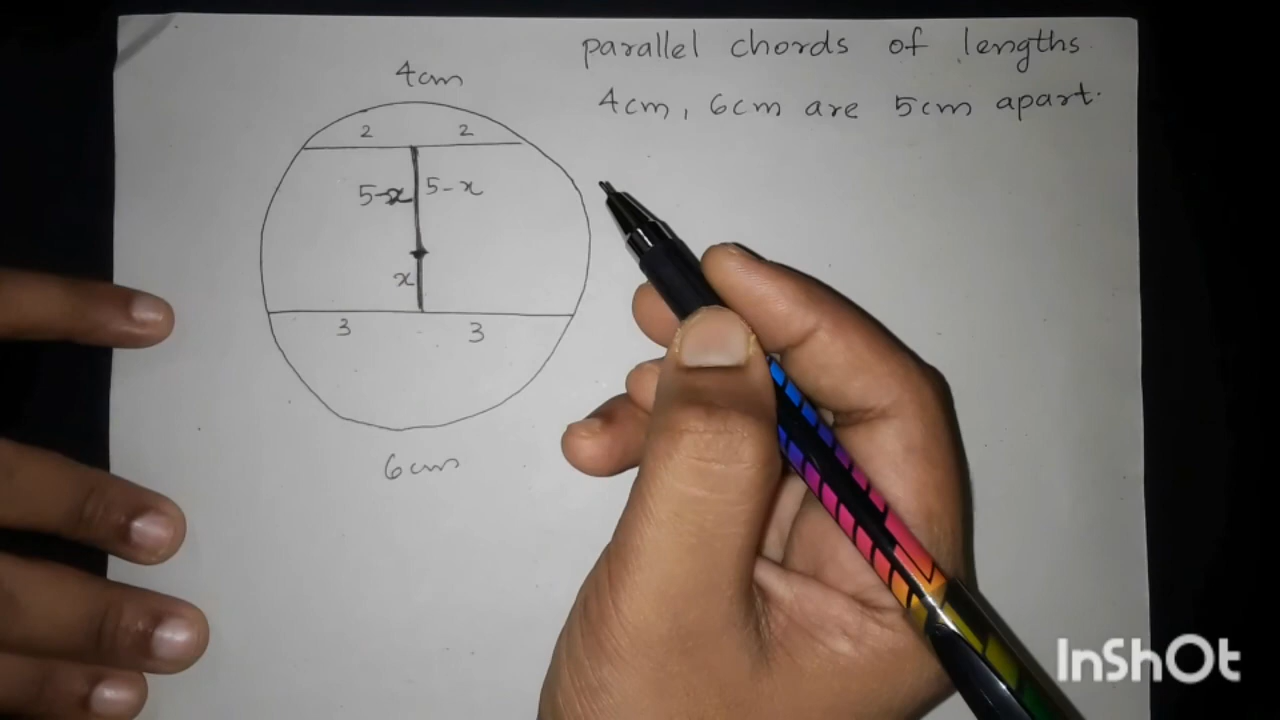 parallel chords of lengths
4cm, 6cm are 5cm apart.
4cm
2 2
5-x 5-x
x
3 3
6cm
InShOt